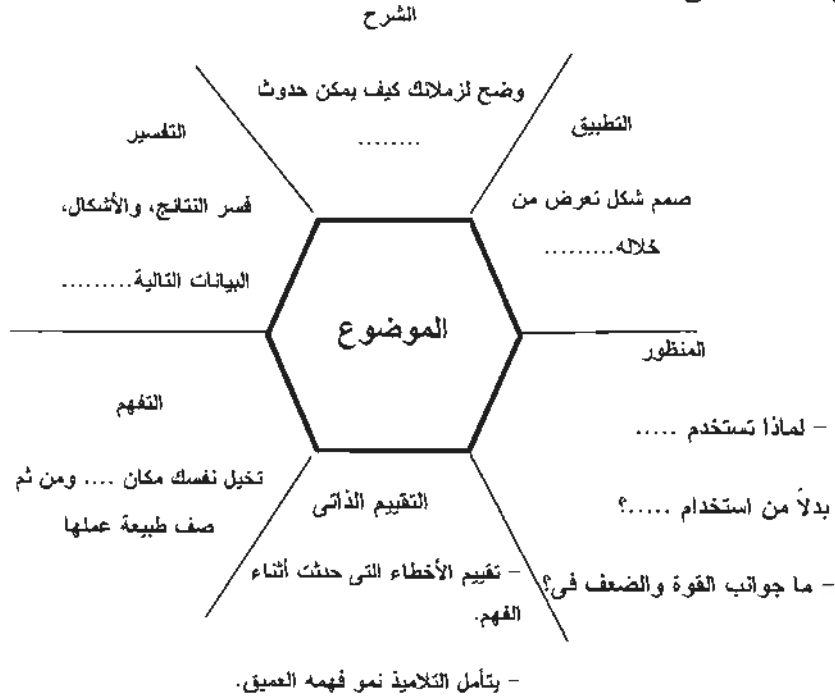 الشرح
وضح لزملائك كيف يمكن حدوث
........
التطبيق
صمم شكل تعرض من
خلاله.........
التفسير
فسر النتائج، والأشكال،
البيانات التالية.........
الموضوع
المنظور
– لماذا تستخدم .....
بدلاً من استخدام .....؟
– ما جوانب القوة والضعف فى؟
التفهم
تخيل نفسك مكان .... ومن ثم
صف طبيعة عملها
التقييم الذاتى
– تقييم الأخطاء التى حدثت أثناء
الفهم.
– يتأمل التلاميذ نمو فهمه العميق.